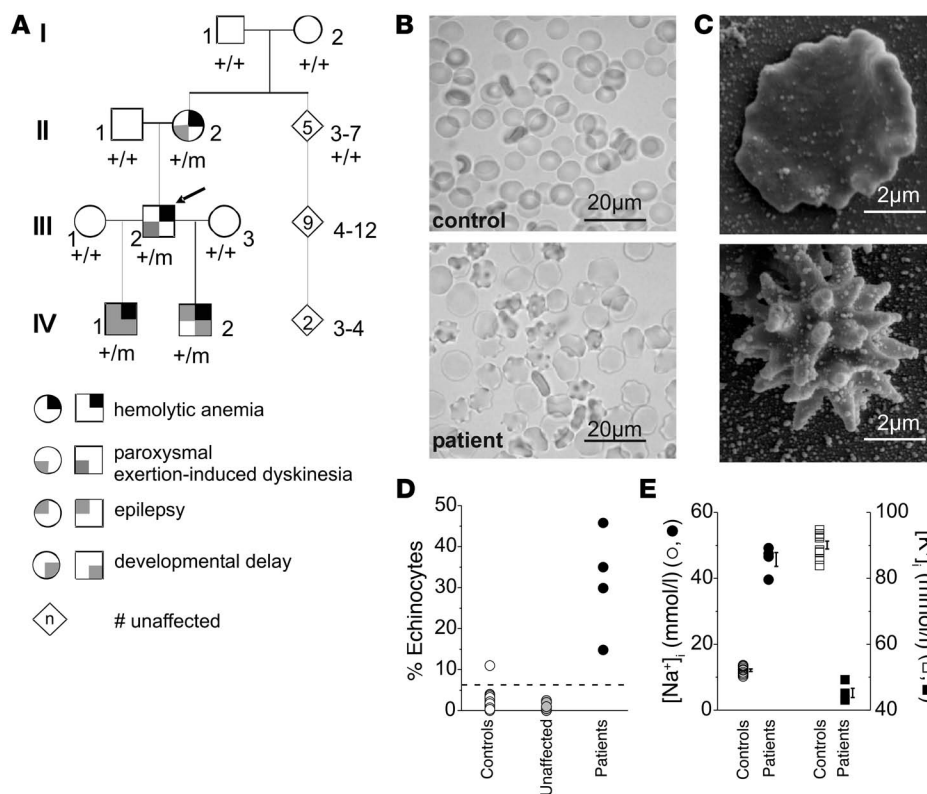 A
I
1
2
+/+
+/+
II
1
2
5
3-7
+/+
+/m
+/+
III
1
2
3
9
4-12
+/+
+/m
+/+
IV
1
2
2
3-4
+/m
+/m
hemolytic anemia
paroxysmal
exertion-induced dyskinesia
epilepsy
developmental delay
n
# unaffected
B
control
20µm
patient
20µm
C
2µm
2µm
D
% Echinocytes
50
40
30
20
10
0
Controls
Unaffected
Patients
E
[Na⁺]ᵢ (mmol/l) (○, ●)
60
40
20
0
100
80
60
40
Controls
Patients
Controls
Patients